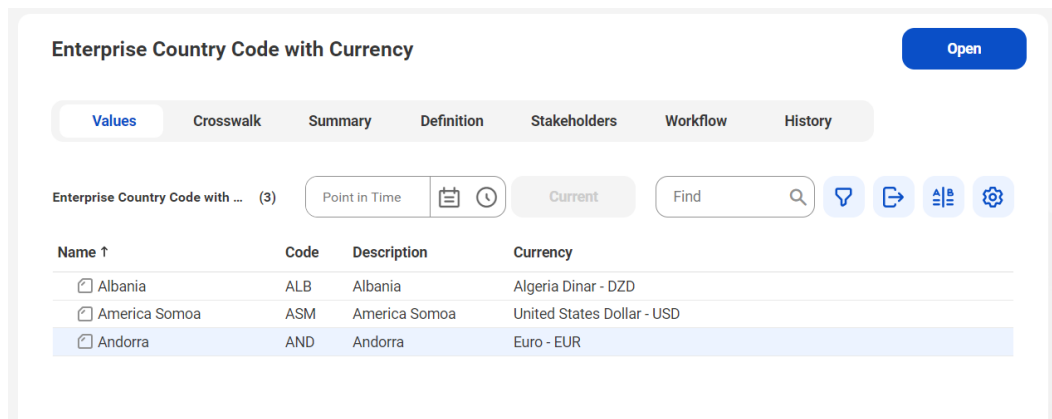 Enterprise Country Code with Currency
Open
Values Crosswalk Summary Definition Stakeholders Workflow History
Enterprise Country Code with ... (3) Point in Time Current Find A B
Name ↑ Code Description Currency
Albania ALB Albania Algeria Dinar - DZD
America Somoa ASM America Somoa United States Dollar - USD
Andorra AND Andorra Euro - EUR